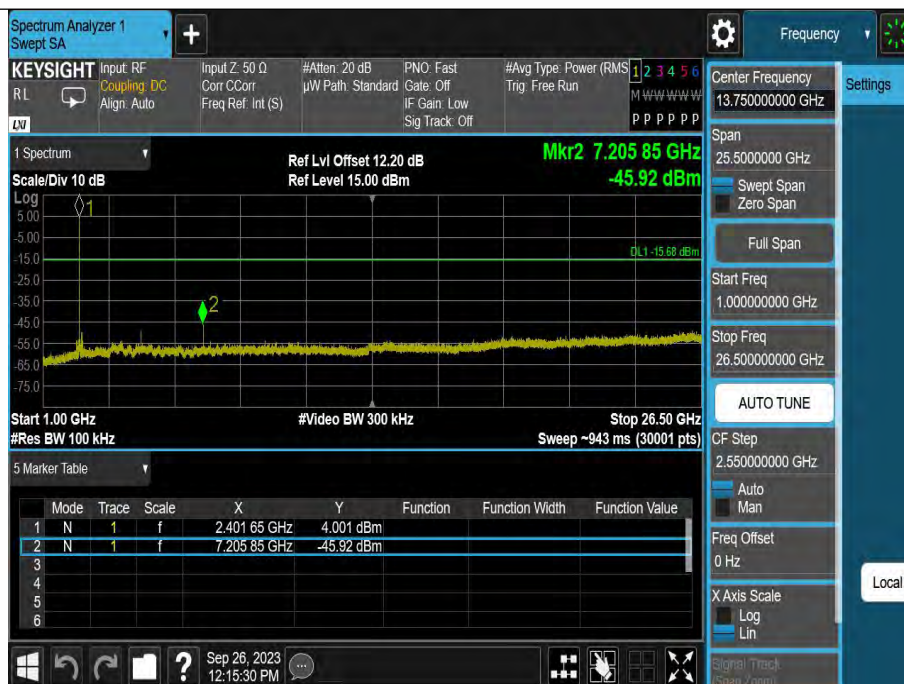 Spectrum Analyzer 1
Swept SA
Frequency
KEYSIGHT
RL
LXI
Input: RF
Coupling: DC
Align: Auto
Input Z: 50 Ω
Corr CCorr
Freq Ref: Int (S)
#Atten: 20 dB
µW Path: Standard
PNO: Fast
Gate: Off
IF Gain: Low
Sig Track: Off
#Avg Type: Power (RMS
Trig: Free Run
1 2 3 4 5 6
M W W W W W
P P P P P P
Center Frequency
13.750000000 GHz
Settings
Span
25.5000000 GHz
Swept Span
Zero Span
Full Span
Start Freq
1.000000000 GHz
Stop Freq
26.500000000 GHz
AUTO TUNE
CF Step
2.550000000 GHz
Auto
Man
Freq Offset
0 Hz
X Axis Scale
Log
Lin
Signal Track
(Span Zoom)
Local
1 Spectrum
Scale/Div 10 dB
Ref Lvl Offset 12.20 dB
Ref Level 15.00 dBm
Mkr2 7.205 85 GHz
-45.92 dBm
Log
1
5.00
-5.00
DL1 -15.68 dBm
-15.0
-25.0
-35.0
2
-45.0
-55.0
-65.0
-75.0
Start 1.00 GHz
#Video BW 300 kHz
Stop 26.50 GHz
#Res BW 100 kHz
Sweep ~943 ms (30001 pts)
5 Marker Table
Mode Trace Scale X Y Function Function Width Function Value
1 N 1 f 2.401 65 GHz 4.001 dBm
2 N 1 f 7.205 85 GHz -45.92 dBm
3
4
5
6
?
Sep 26, 2023
12:15:30 PM